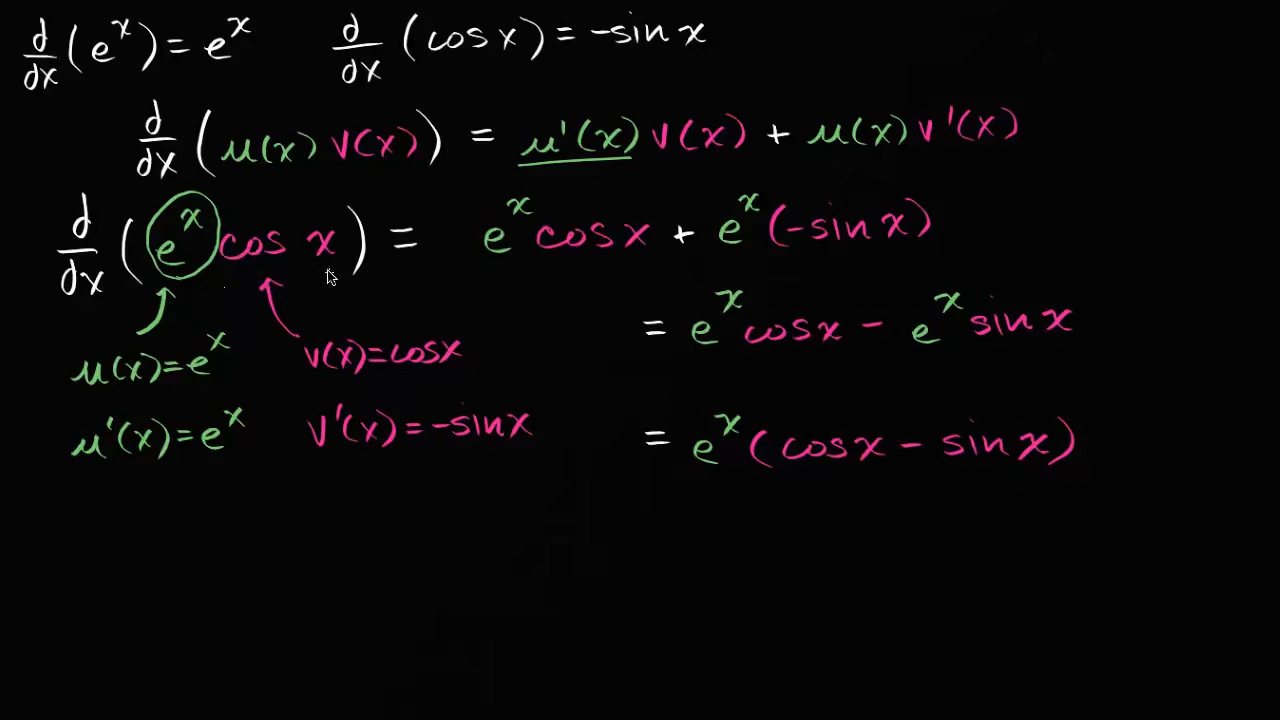 d/dx (e^x) = e^x   d/dx (cos x) = -sin x
d/dx (u(x) v(x)) = u'(x) v(x) + u(x) v'(x)
d/dx (e^x cos x) = e^x cos x + e^x (-sin x)
= e^x cos x - e^x sin x
u(x) = e^x   v(x) = cos x
u'(x) = e^x   v'(x) = -sin x
= e^x (cos x - sin x)